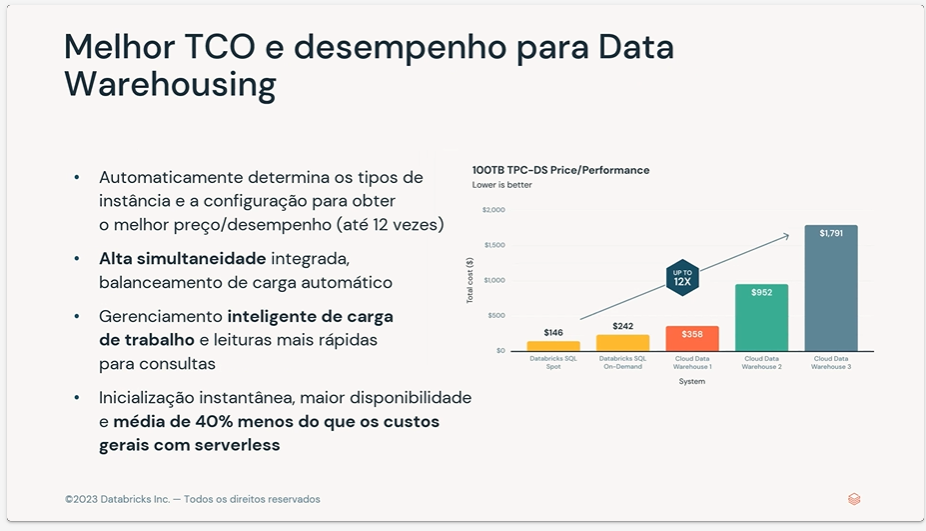 Melhor TCO e desempenho para Data
Warehousing
• Automaticamente determina os tipos de
instância e a configuração para obter
o melhor preço/desempenho (até 12 vezes)
• Alta simultaneidade integrada,
balanceamento de carga automático
• Gerenciamento inteligente de carga
de trabalho e leituras mais rápidas
para consultas
• Inicialização instantânea, maior disponibilidade
e média de 40% menos do que os custos
gerais com serverless
100TB TPC-DS Price/Performance
Lower is better
Total cost ($)
$2,000
$1,500
$1,000
$500
$0
$146
$242
$358
$952
$1,791
UP TO
12X
Databricks SQL
Spot
Databricks SQL
On-Demand
Cloud Data
Warehouse 1
Cloud Data
Warehouse 2
Cloud Data
Warehouse 3
System
©2023 Databricks Inc. — Todos os direitos reservados